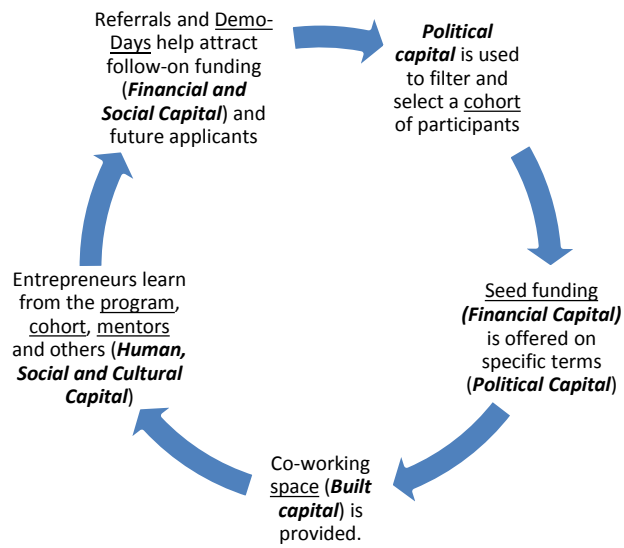 Referrals and Demo-
Days help attract
follow-on funding
(Financial and
Social Capital) and
future applicants
Political
capital is used
to filter and
select a cohort
of participants
Seed funding
(Financial Capital)
is offered on
specific terms
(Political Capital)
Co-working
space (Built
capital) is
provided.
Entrepreneurs learn
from the program,
cohort, mentors
and others (Human,
Social and Cultural
Capital)